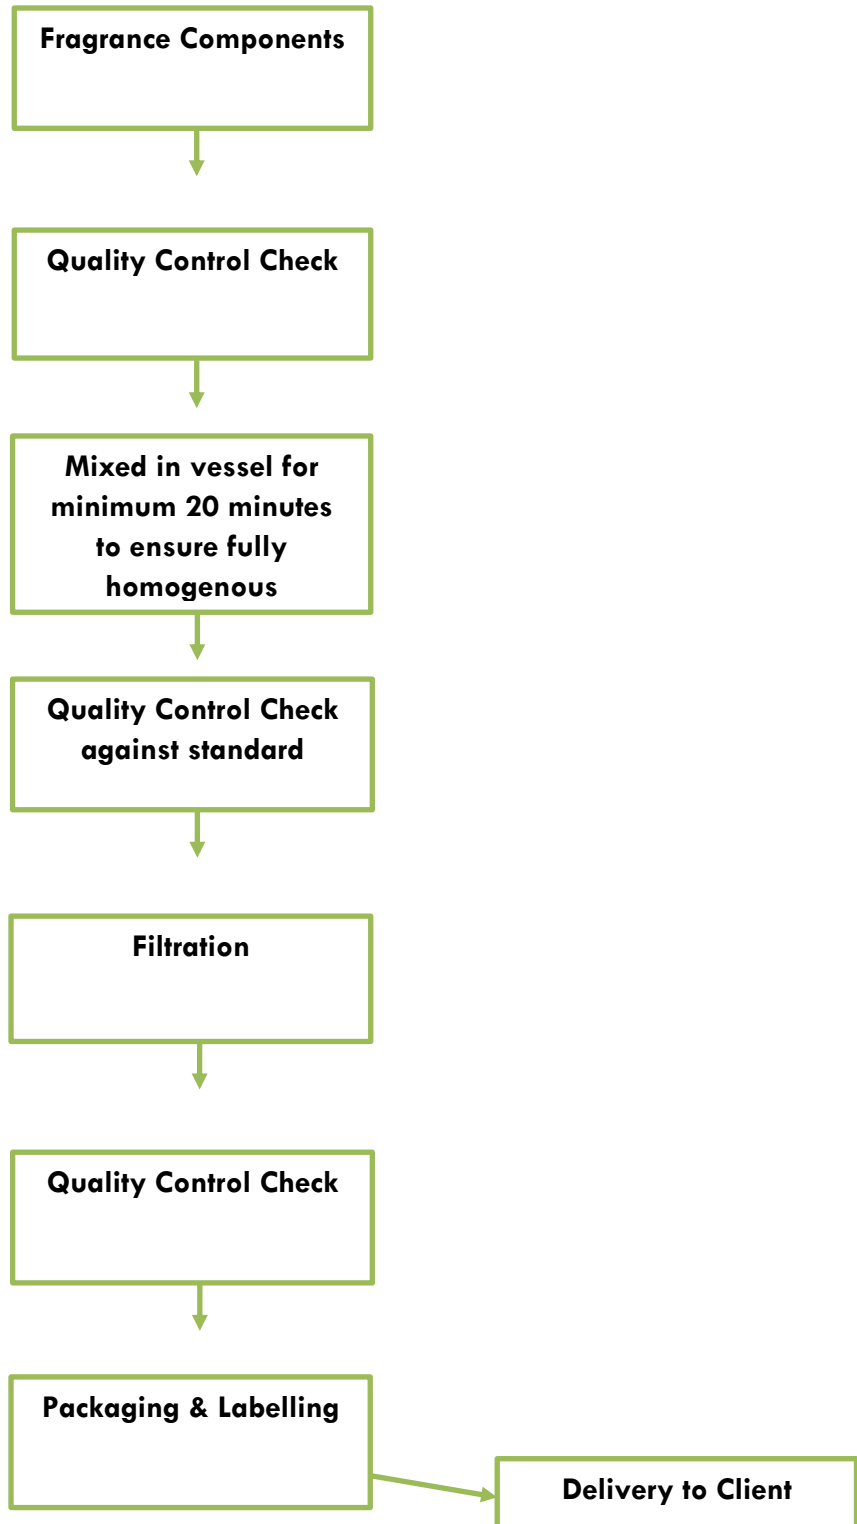 Fragrance Components
Quality Control Check
Mixed in vessel for
minimum 20 minutes
to ensure fully
homogenous
Quality Control Check
against standard
Filtration
Quality Control Check
Packaging & Labelling
Delivery to Client